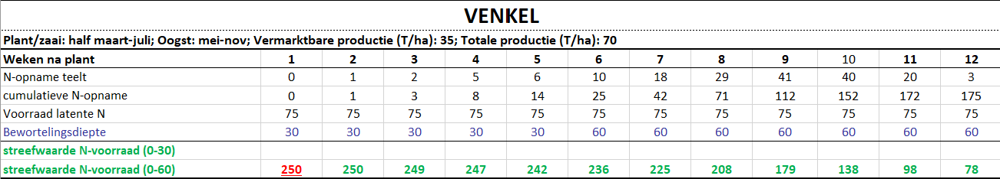 VENKEL
Plant/zaai: half maart-juli; Oogst: mei-nov; Vermarktbare productie (T/ha): 35; Totale productie (T/ha): 70
Weken na plant 1 2 3 4 5 6 7 8 9 10 11 12
N-opname teelt 0 1 2 5 6 10 18 29 41 40 20 3
cumulatieve N-opname 0 1 3 8 14 25 42 71 112 152 172 175
Voorraad latente N 75 75 75 75 75 75 75 75 75 75 75 75
Bewortelingsdiepte 30 30 30 30 30 60 60 60 60 60 60 60
streefwaarde N-voorraad (0-30)
streefwaarde N-voorraad (0-60) 250 250 249 247 242 236 225 208 179 138 98 78